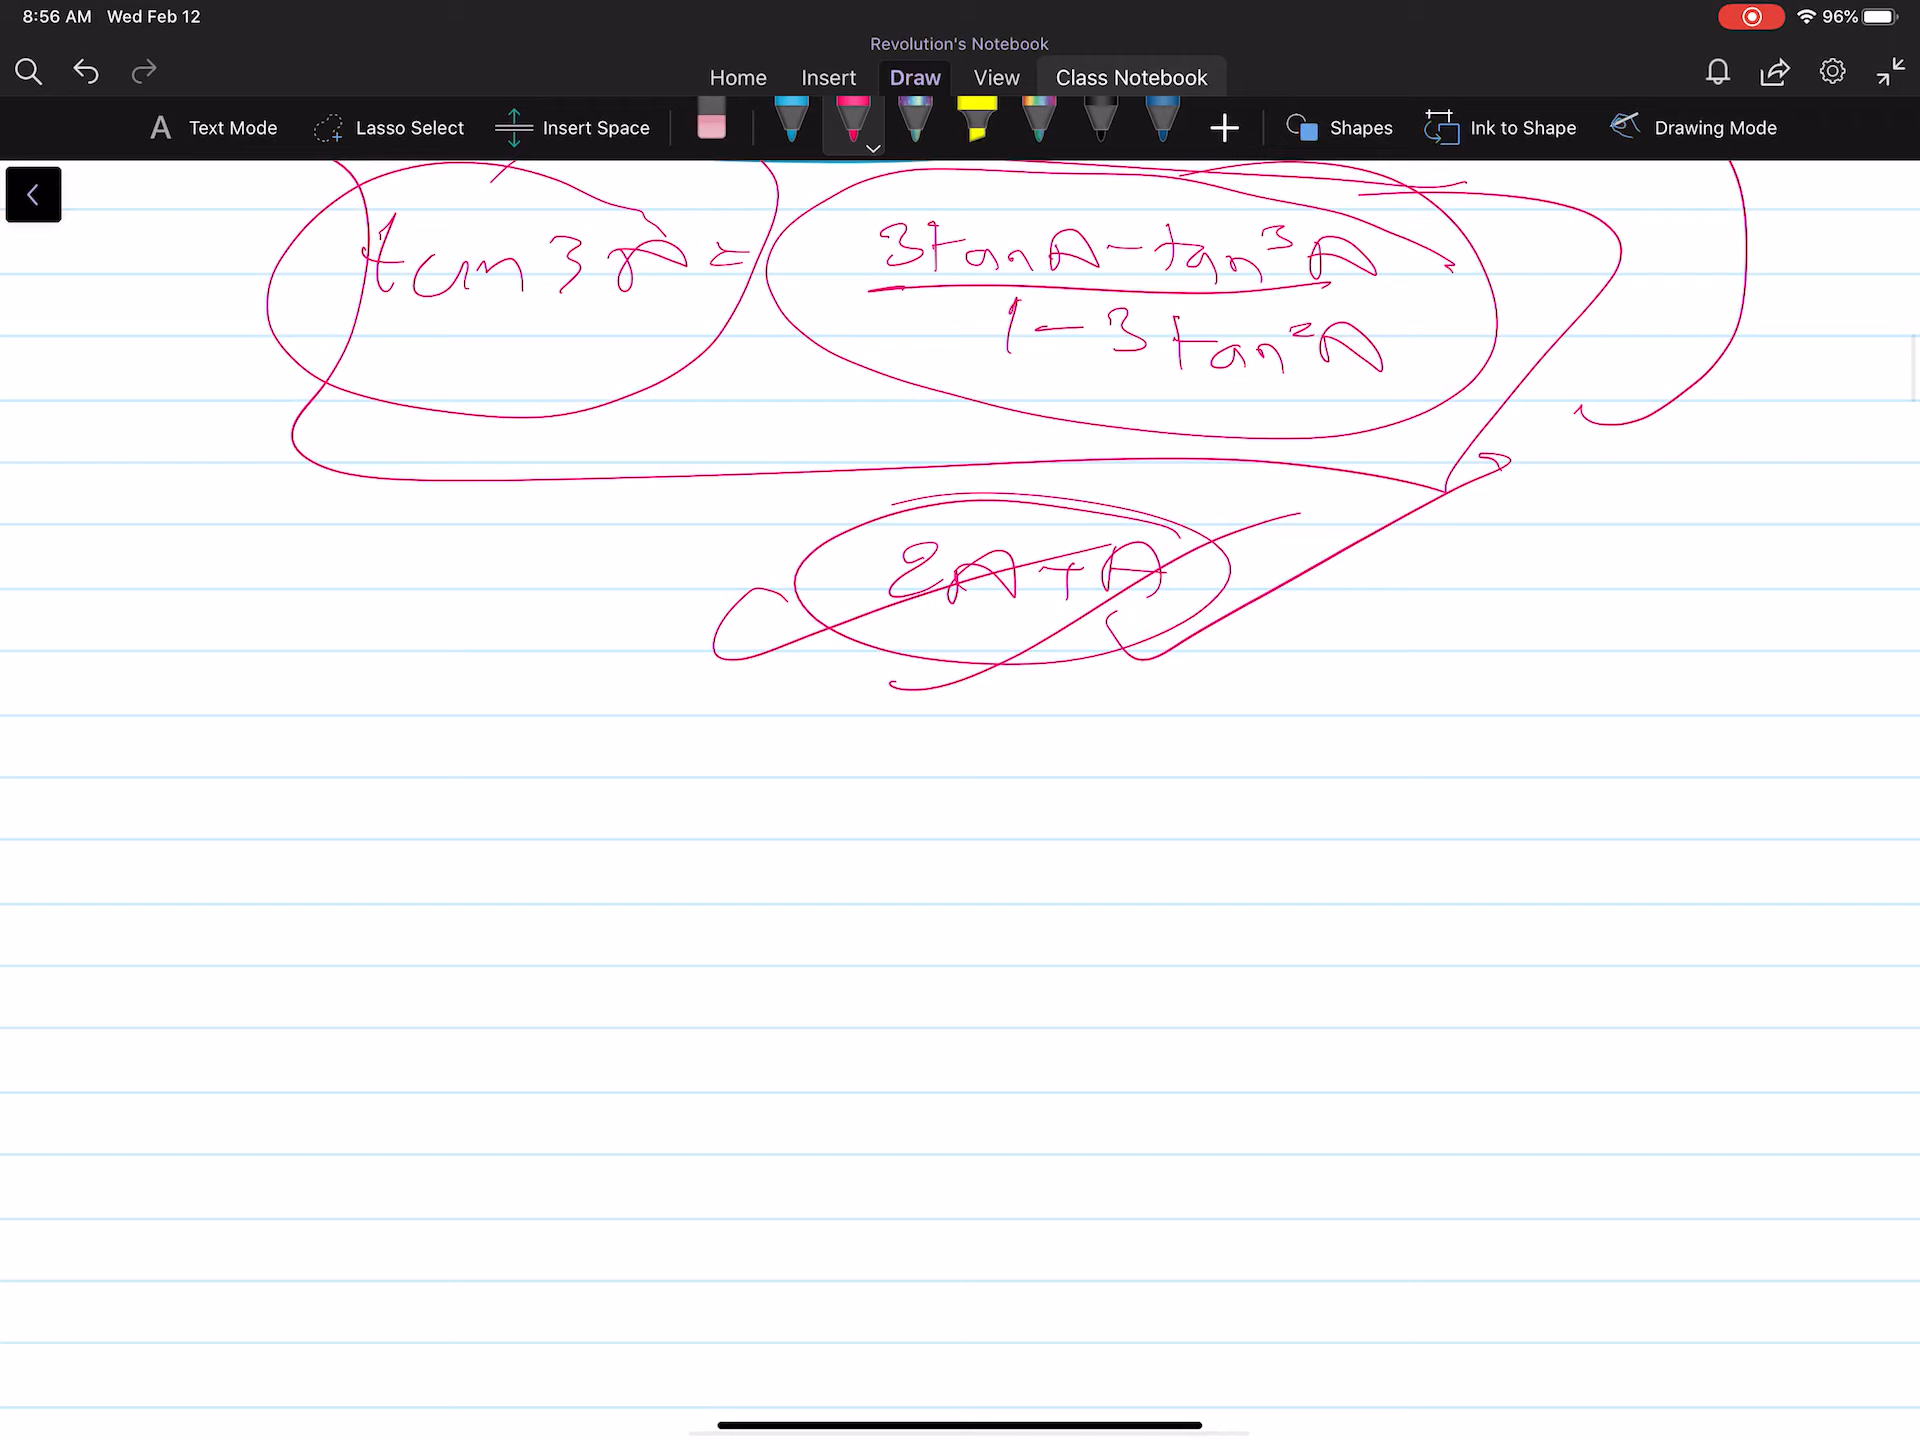 8:56 AM Wed Feb 12 96%
Revolution's Notebook
Home Insert Draw View Class Notebook
A Text Mode Lasso Select Insert Space Shapes Ink to Shape Drawing Mode
tan 3A = 3tanA - tan³A
1 - 3tan²A
2A + A